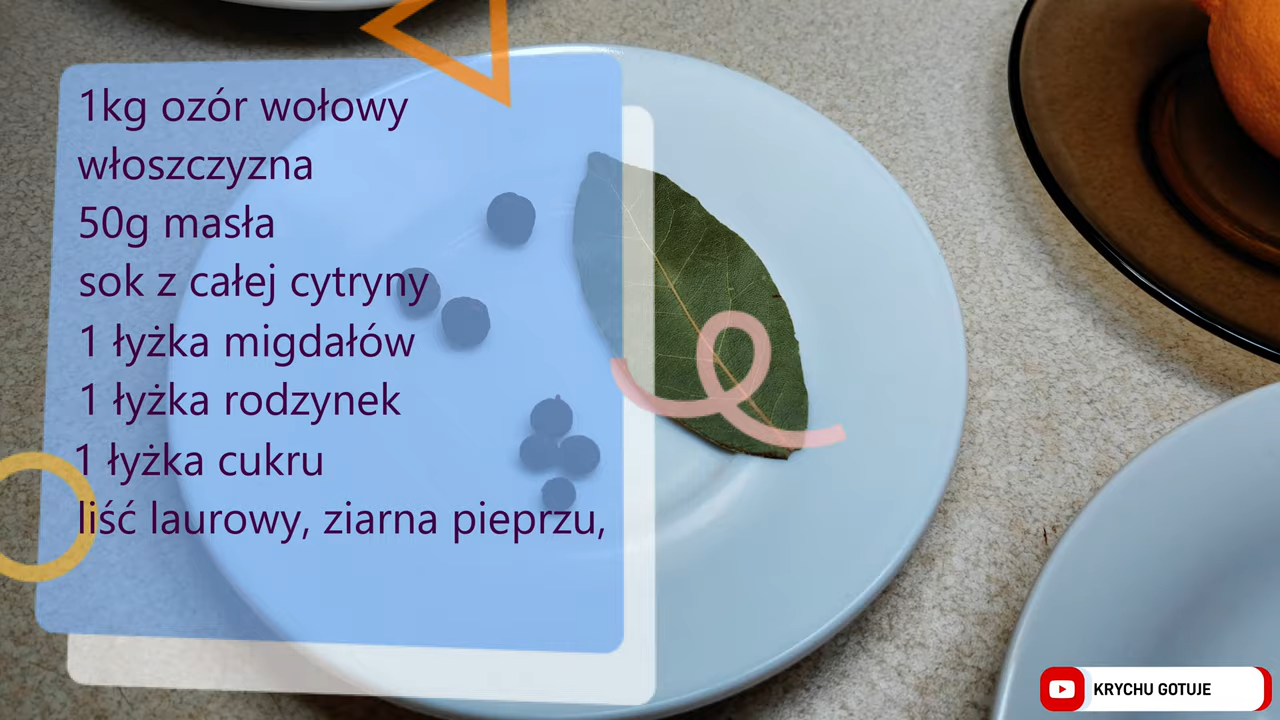 1kg ozór wołowy
włoszczyzna
50g masła
sok z całej cytryny
1 łyżka migdałów
1 łyżka rodzynek
1 łyżka cukru
liść laurowy, ziarna pieprzu,
KRYCHU GOTUJE